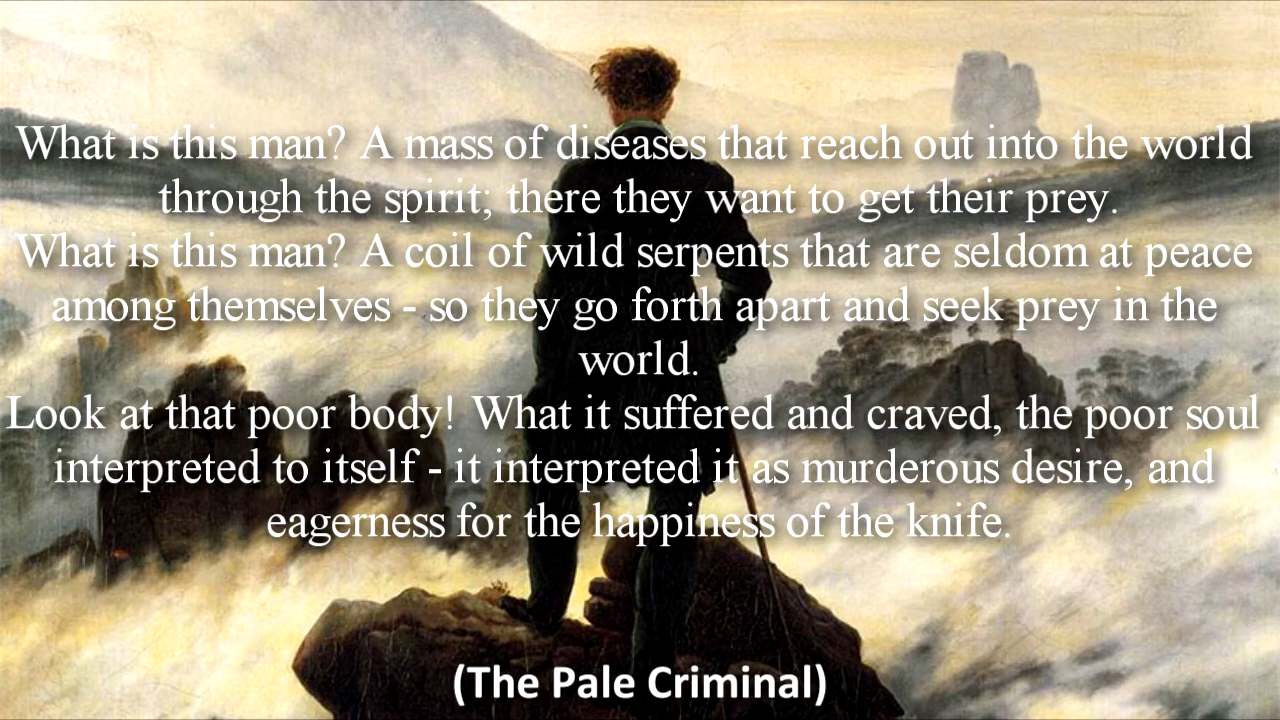 What is this man? A mass of diseases that reach out into the world
through the spirit; there they want to get their prey.
What is this man? A coil of wild serpents that are seldom at peace
among themselves - so they go forth apart and seek prey in the
world.
Look at that poor body! What it suffered and craved, the poor soul
interpreted to itself - it interpreted it as murderous desire, and
eagerness for the happiness of the knife.
(The Pale Criminal)